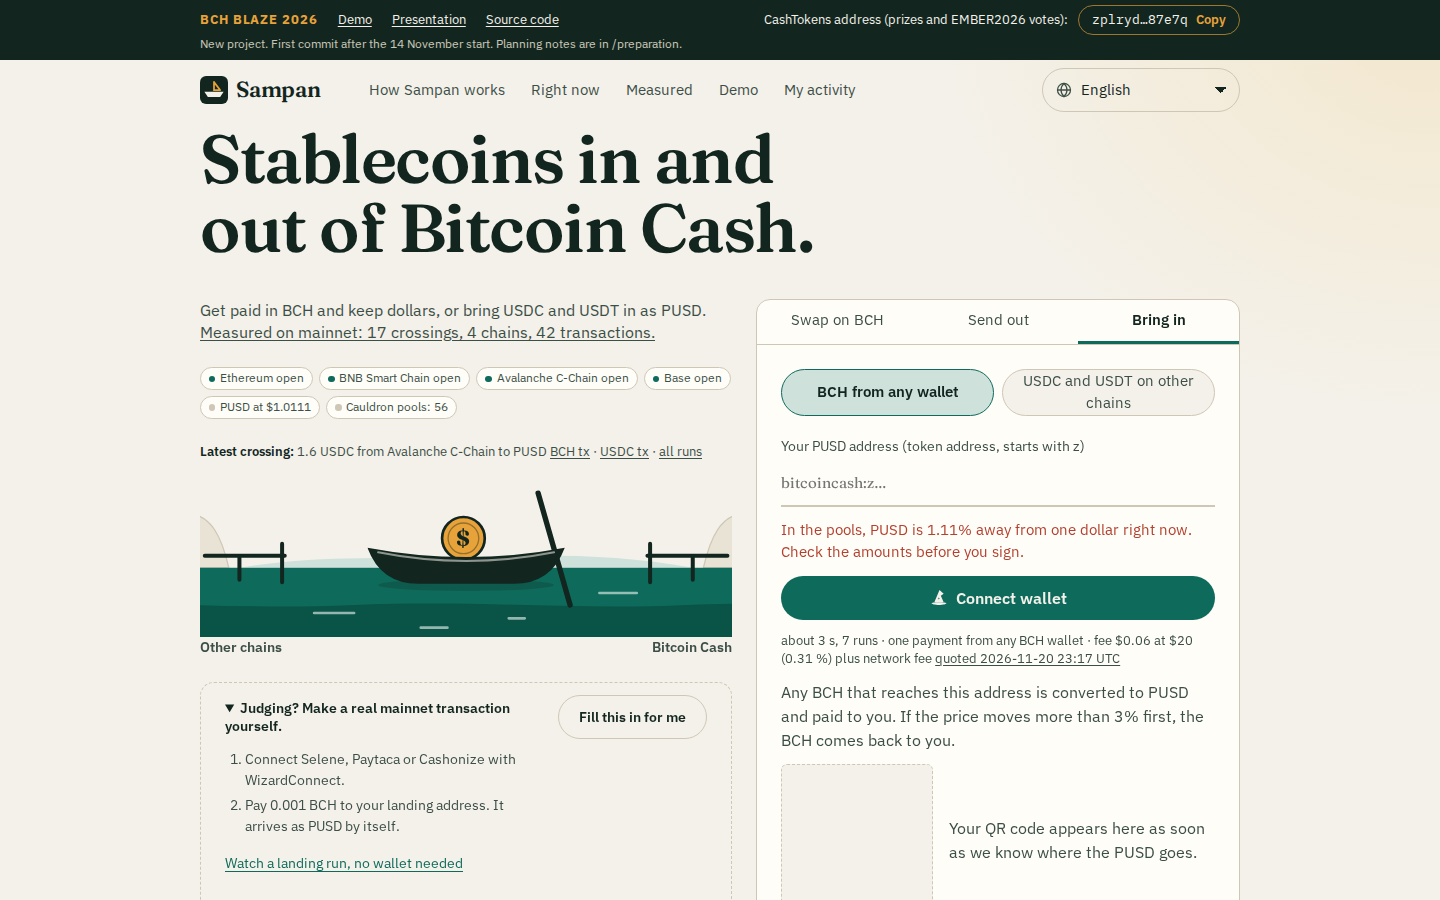 BCH BLAZE 2026 Demo Presentation Source code CashTokens address (prizes and EMBER2026 votes): zplryd…87e7q Copy
New project. First commit after the 14 November start. Planning notes are in /preparation.
Sampan How Sampan works Right now Measured Demo My activity English
Stablecoins in and
out of Bitcoin Cash.
Get paid in BCH and keep dollars, or bring USDC and USDT in as PUSD.
Measured on mainnet: 17 crossings, 4 chains, 42 transactions.
Ethereum open BNB Smart Chain open Avalanche C-Chain open Base open
PUSD at $1.0111 Cauldron pools: 56
Latest crossing: 1.6 USDC from Avalanche C-Chain to PUSD BCH tx · USDC tx · all runs
$
Other chains Bitcoin Cash
Judging? Make a real mainnet transaction
yourself.
Fill this in for me
1. Connect Selene, Paytaca or Cashonize with
WizardConnect.
2. Pay 0.001 BCH to your landing address. It
arrives as PUSD by itself.
Watch a landing run, no wallet needed
Swap on BCH Send out Bring in
BCH from any wallet
USDC and USDT on other
chains
Your PUSD address (token address, starts with z)
bitcoincash:z...
In the pools, PUSD is 1.11% away from one dollar right now.
Check the amounts before you sign.
Connect wallet
about 3 s, 7 runs · one payment from any BCH wallet · fee $0.06 at $20
(0.31 %) plus network fee quoted 2026-11-20 23:17 UTC
Any BCH that reaches this address is converted to PUSD
and paid to you. If the price moves more than 3% first, the
BCH comes back to you.
Your QR code appears here as soon
as we know where the PUSD goes.